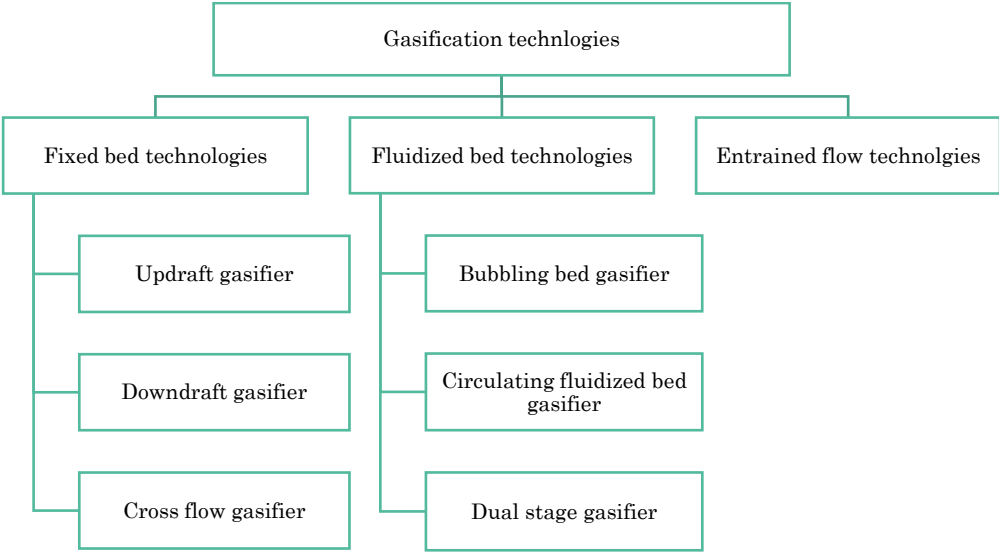 Gasification technlogies
Fixed bed technologies
Fluidized bed technologies
Entrained flow technolgies
Updraft gasifier
Bubbling bed gasifier
Downdraft gasifier
Circulating fluidized bed
gasifier
Cross flow gasifier
Dual stage gasifier